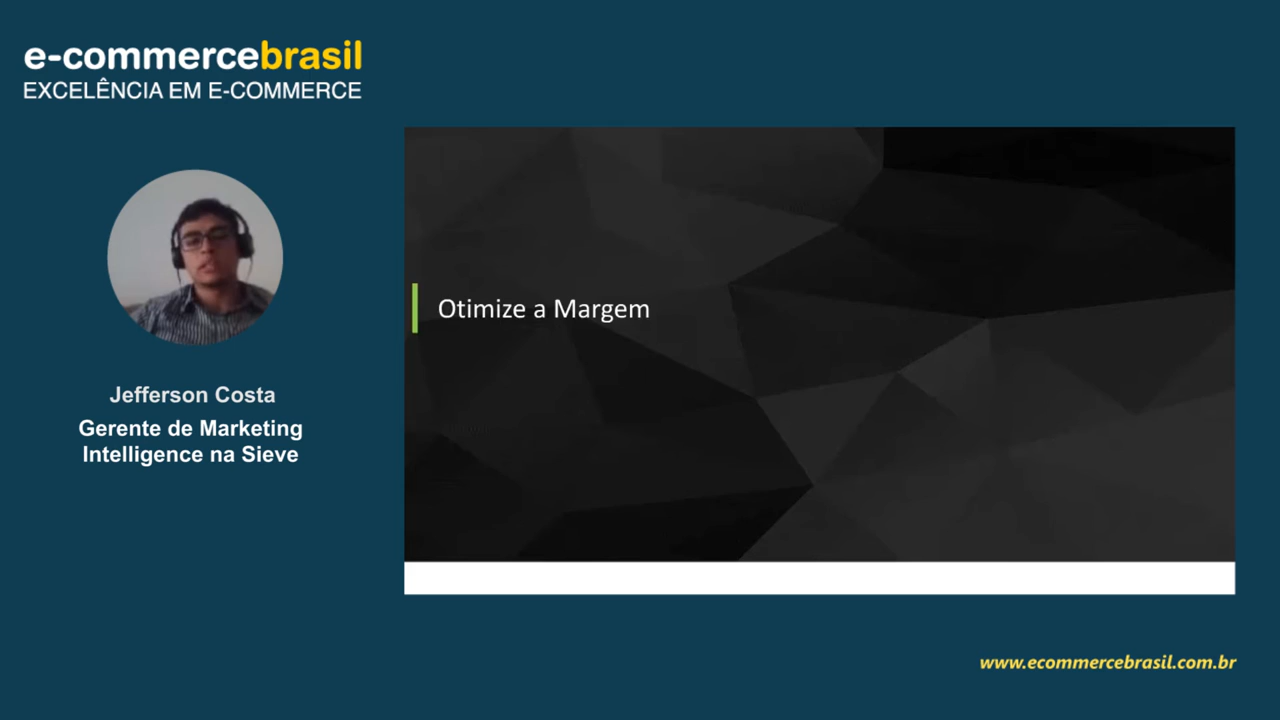 e-commercebrasil
EXCELÊNCIA EM E-COMMERCE
Otimize a Margem
Jefferson Costa
Gerente de Marketing
Intelligence na Sieve
www.ecommercebrasil.com.br